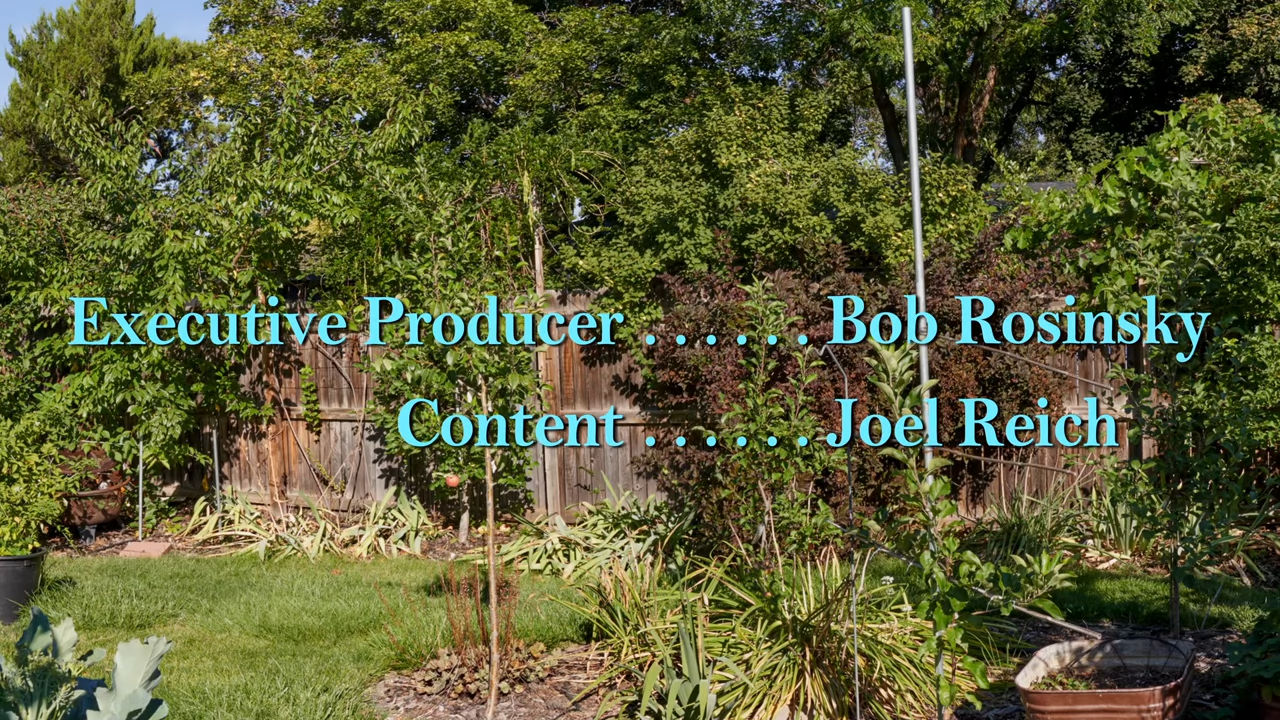 Executive Producer . . . . . . Bob Rosinsky
Content . . . . . . Joel Reich